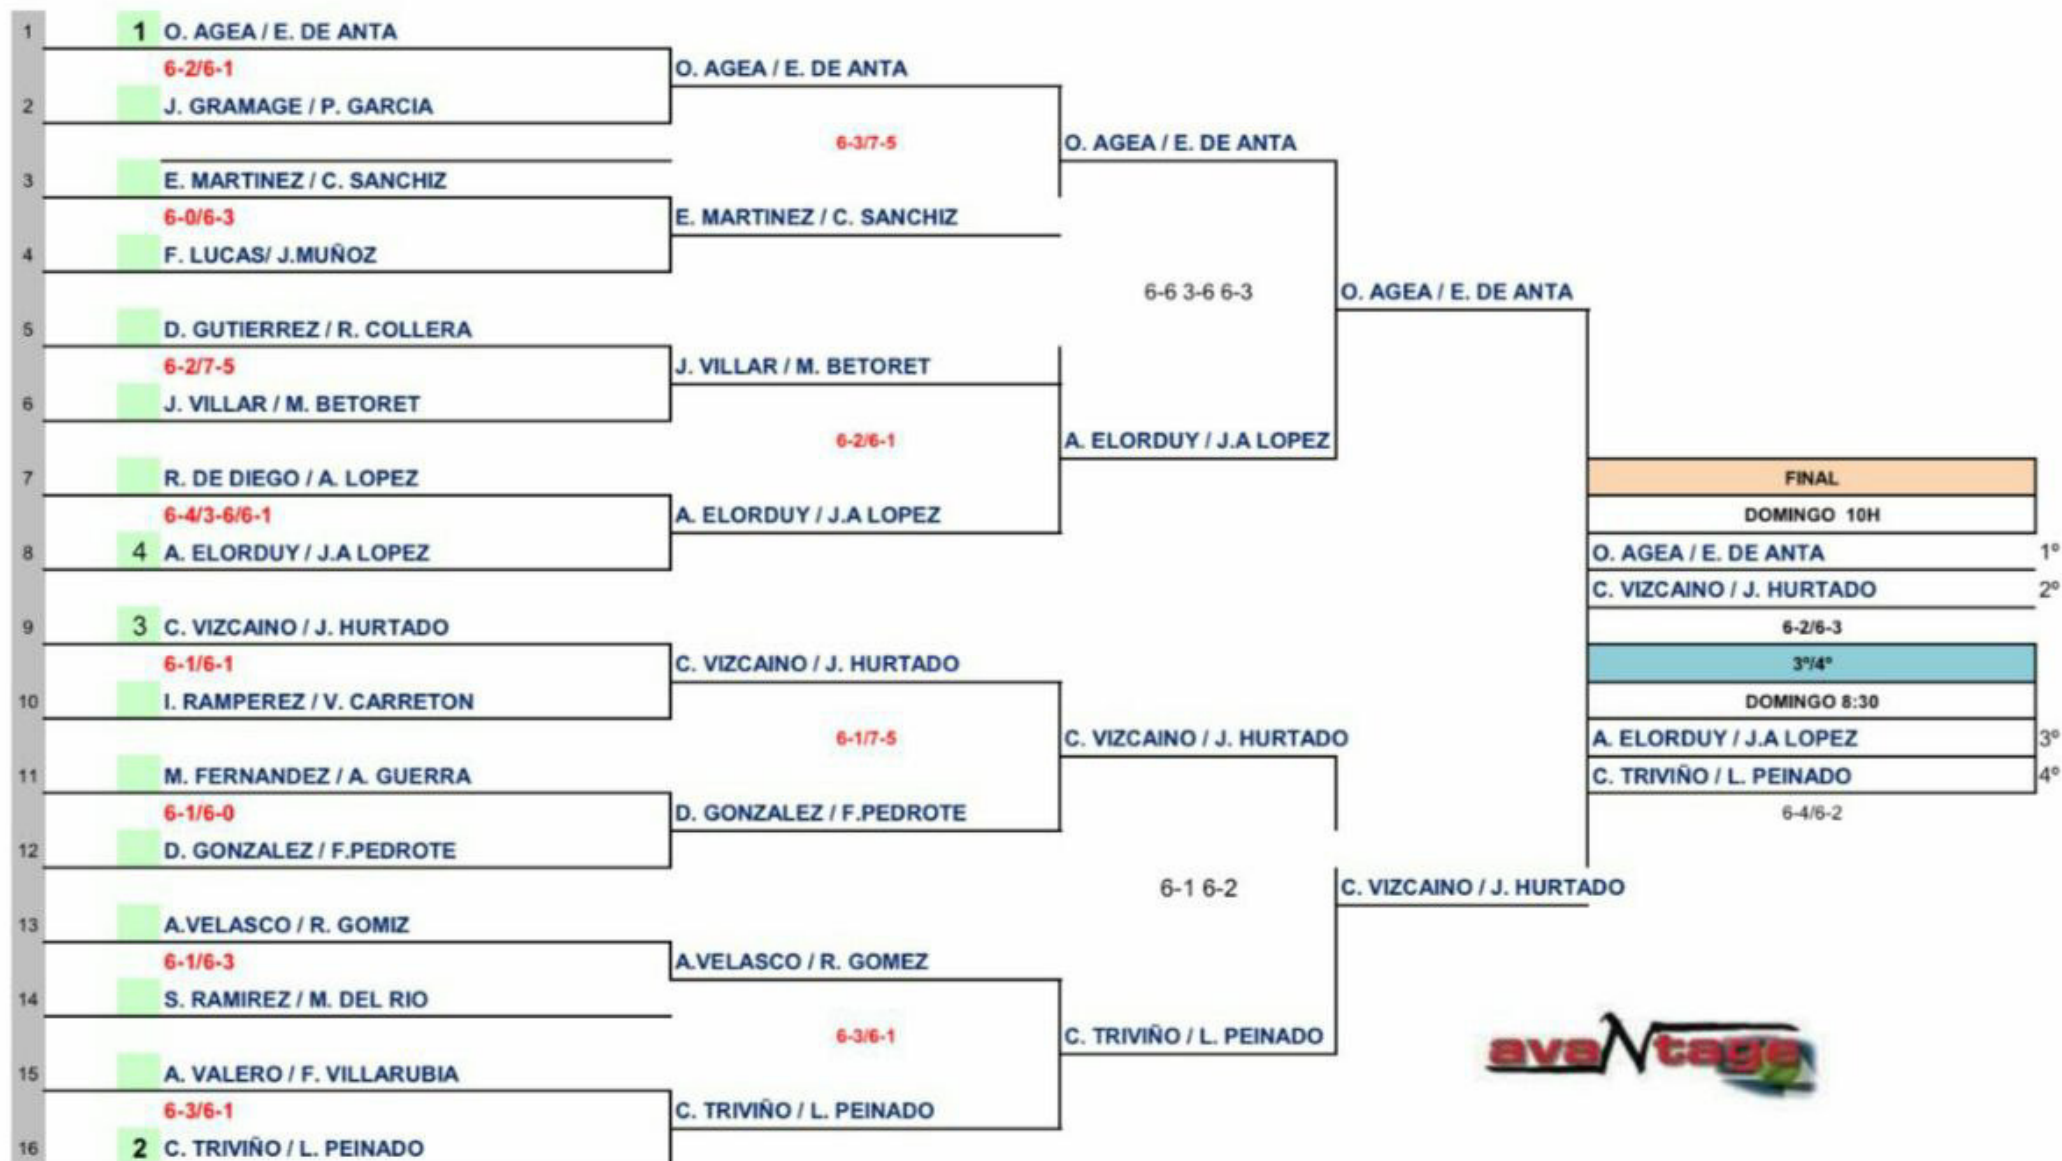 1 1 O. AGEA / E. DE ANTA
6-2/6-1 O. AGEA / E. DE ANTA
2 J. GRAMAGE / P. GARCIA
6-3/7-5 O. AGEA / E. DE ANTA
3 E. MARTINEZ / C. SANCHIZ
6-0/6-3 E. MARTINEZ / C. SANCHIZ
4 F. LUCAS/ J.MUÑOZ
6-6 3-6 6-3 O. AGEA / E. DE ANTA
5 D. GUTIERREZ / R. COLLERA
6-2/7-5 J. VILLAR / M. BETORET
6 J. VILLAR / M. BETORET
6-2/6-1 A. ELORDUY / J.A LOPEZ
7 R. DE DIEGO / A. LOPEZ FINAL
6-4/3-6/6-1 A. ELORDUY / J.A LOPEZ DOMINGO 10H
8 4 A. ELORDUY / J.A LOPEZ O. AGEA / E. DE ANTA 1º
C. VIZCAINO / J. HURTADO 2º
9 3 C. VIZCAINO / J. HURTADO 6-2/6-3
6-1/6-1 C. VIZCAINO / J. HURTADO 3º/4º
10 I. RAMPEREZ / V. CARRETON DOMINGO 8:30
6-1/7-5 C. VIZCAINO / J. HURTADO A. ELORDUY / J.A LOPEZ 3º
11 M. FERNANDEZ / A. GUERRA C. TRIVIÑO / L. PEINADO 4º
6-1/6-0 D. GONZALEZ / F.PEDROTE 6-4/6-2
12 D. GONZALEZ / F.PEDROTE
6-1 6-2 C. VIZCAINO / J. HURTADO
13 A.VELASCO / R. GOMIZ
6-1/6-3 A.VELASCO / R. GOMEZ
14 S. RAMIREZ / M. DEL RIO
6-3/6-1 C. TRIVIÑO / L. PEINADO
avaNtage
15 A. VALERO / F. VILLARUBIA
6-3/6-1 C. TRIVIÑO / L. PEINADO
16 2 C. TRIVIÑO / L. PEINADO